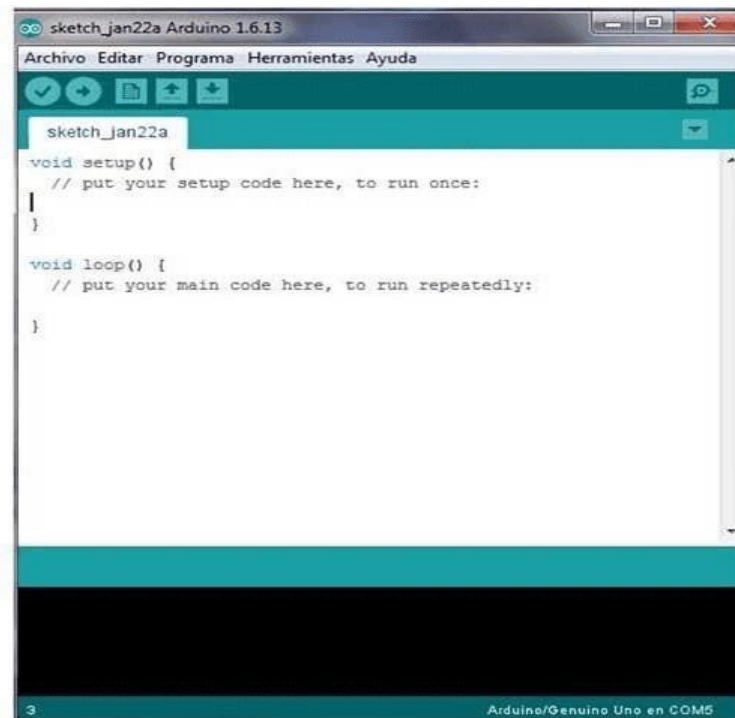 sketch_jan22a Arduino 1.6.13
Archivo Editar Programa Herramientas Ayuda
sketch_jan22a
void setup() {
  // put your setup code here, to run once:

}

void loop() {
  // put your main code here, to run repeatedly:

}
3
Arduino/Genuino Uno en COM5